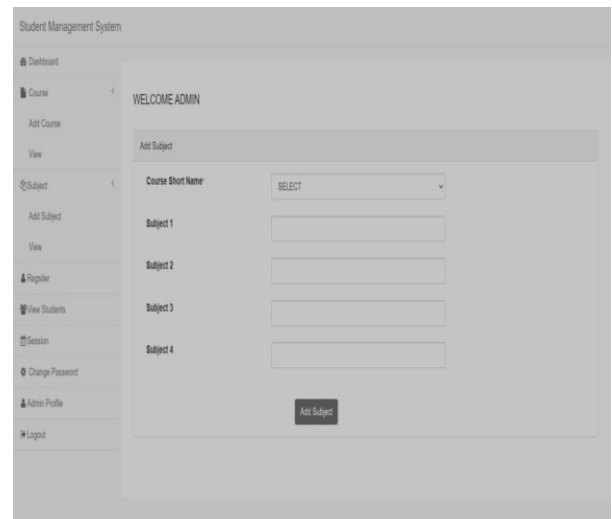 Student Management System
Dashboard
Course
Add Course
View
Subject
Add Subject
View
Regsiter
View Students
Session
Change Password
Admin Profile
Logout
WELCOME ADMIN
Add Subject
Course Short Name*
SELECT
Subject 1
Subject 2
Subject 3
Subject 4
Add Subject